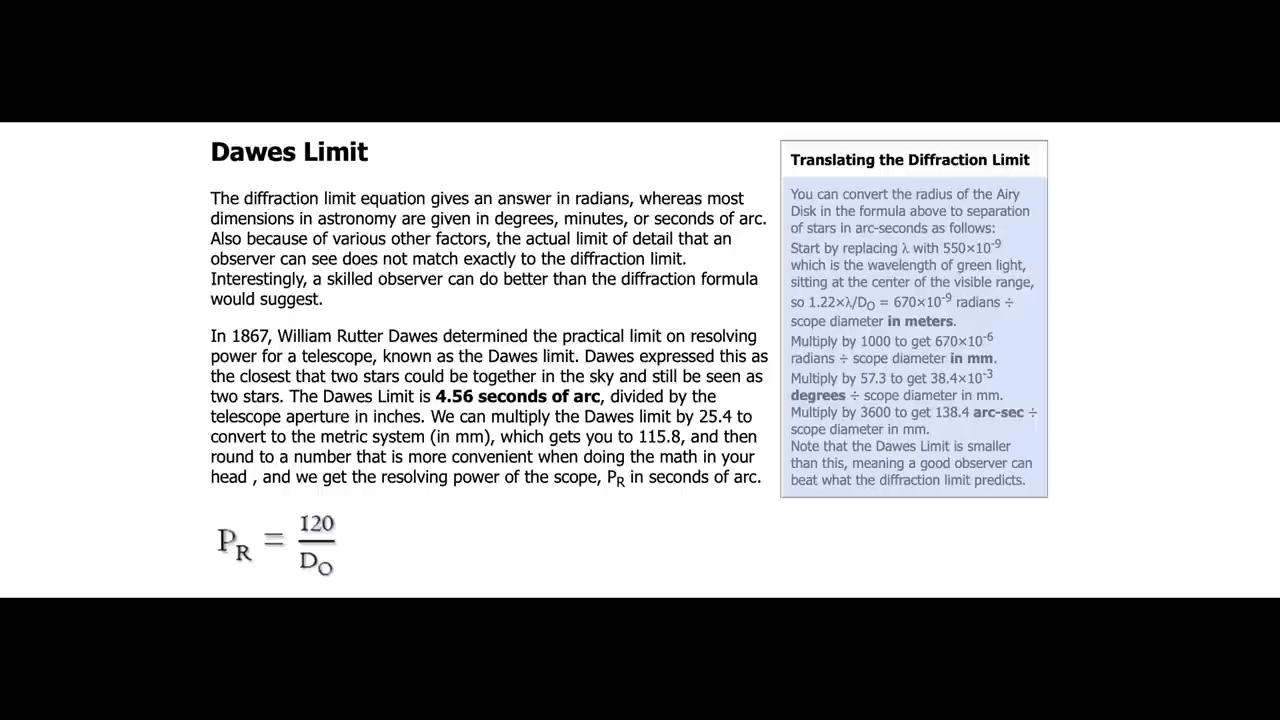 Dawes Limit
The diffraction limit equation gives an answer in radians, whereas most
dimensions in astronomy are given in degrees, minutes, or seconds of arc.
Also because of various other factors, the actual limit of detail that an
observer can see does not match exactly to the diffraction limit.
Interestingly, a skilled observer can do better than the diffraction formula
would suggest.
In 1867, William Rutter Dawes determined the practical limit on resolving
power for a telescope, known as the Dawes limit. Dawes expressed this as
the closest that two stars could be together in the sky and still be seen as
two stars. The Dawes Limit is 4.56 seconds of arc, divided by the
telescope aperture in inches. We can multiply the Dawes limit by 25.4 to
convert to the metric system (in mm), which gets you to 115.8, and then
round to a number that is more convenient when doing the math in your
head , and we get the resolving power of the scope, P_R in seconds of arc.
P_R = 120 / D_O
Translating the Diffraction Limit
You can convert the radius of the Airy
Disk in the formula above to separation
of stars in arc-seconds as follows:
Start by replacing λ with 550×10⁻⁹
which is the wavelength of green light,
sitting at the center of the visible range,
so 1.22×λ/D_O = 670×10⁻⁹ radians ÷
scope diameter in meters.
Multiply by 1000 to get 670×10⁻⁶
radians ÷ scope diameter in mm.
Multiply by 57.3 to get 38.4×10⁻³
degrees ÷ scope diameter in mm.
Multiply by 3600 to get 138.4 arc-sec ÷
scope diameter in mm.
Note that the Dawes Limit is smaller
than this, meaning a good observer can
beat what the diffraction limit predicts.